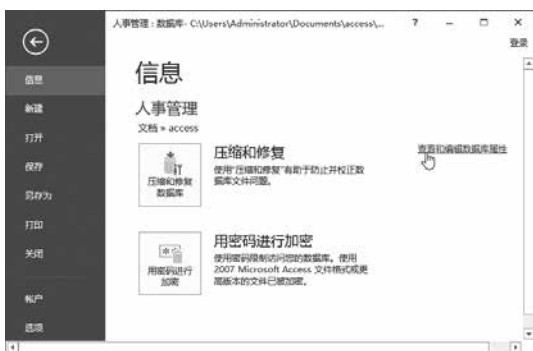 人事管理 : 数据库- C:\Users\Administrator\Documents\access\...
?
登录
信息
新建
打开
保存
另存为
打印
关闭
帐户
选项
信息
人事管理
文档 » access
压缩和修复
数据库
压缩和修复
使用“压缩和修复”有助于防止并校正数
据库文件问题。
查看和编辑数据库属性
用密码进行
加密
用密码进行加密
使用密码限制访问您的数据库。使用
2007 Microsoft Access 文件格式或更
高版本的文件已被加密。